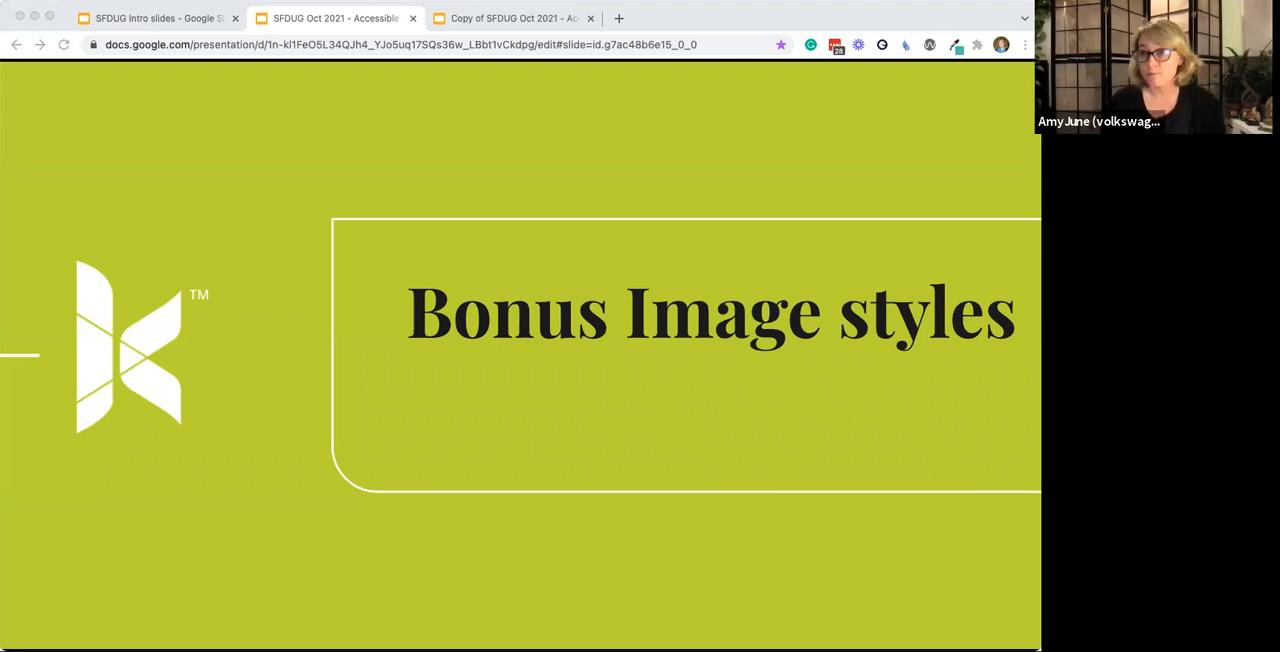 SFDUG Intro slides - Google S
SFDUG Oct 2021 - Accessible
Copy of SFDUG Oct 2021 - Ac
docs.google.com/presentation/d/1n-kl1FeO5L34QJh4_YJo5uq17SQs36w_LBbt1vCkdpg/edit#slide=id.g7ac48b6e15_0_0
28
AmyJune (volkswag...
k
TM
Bonus Image styles